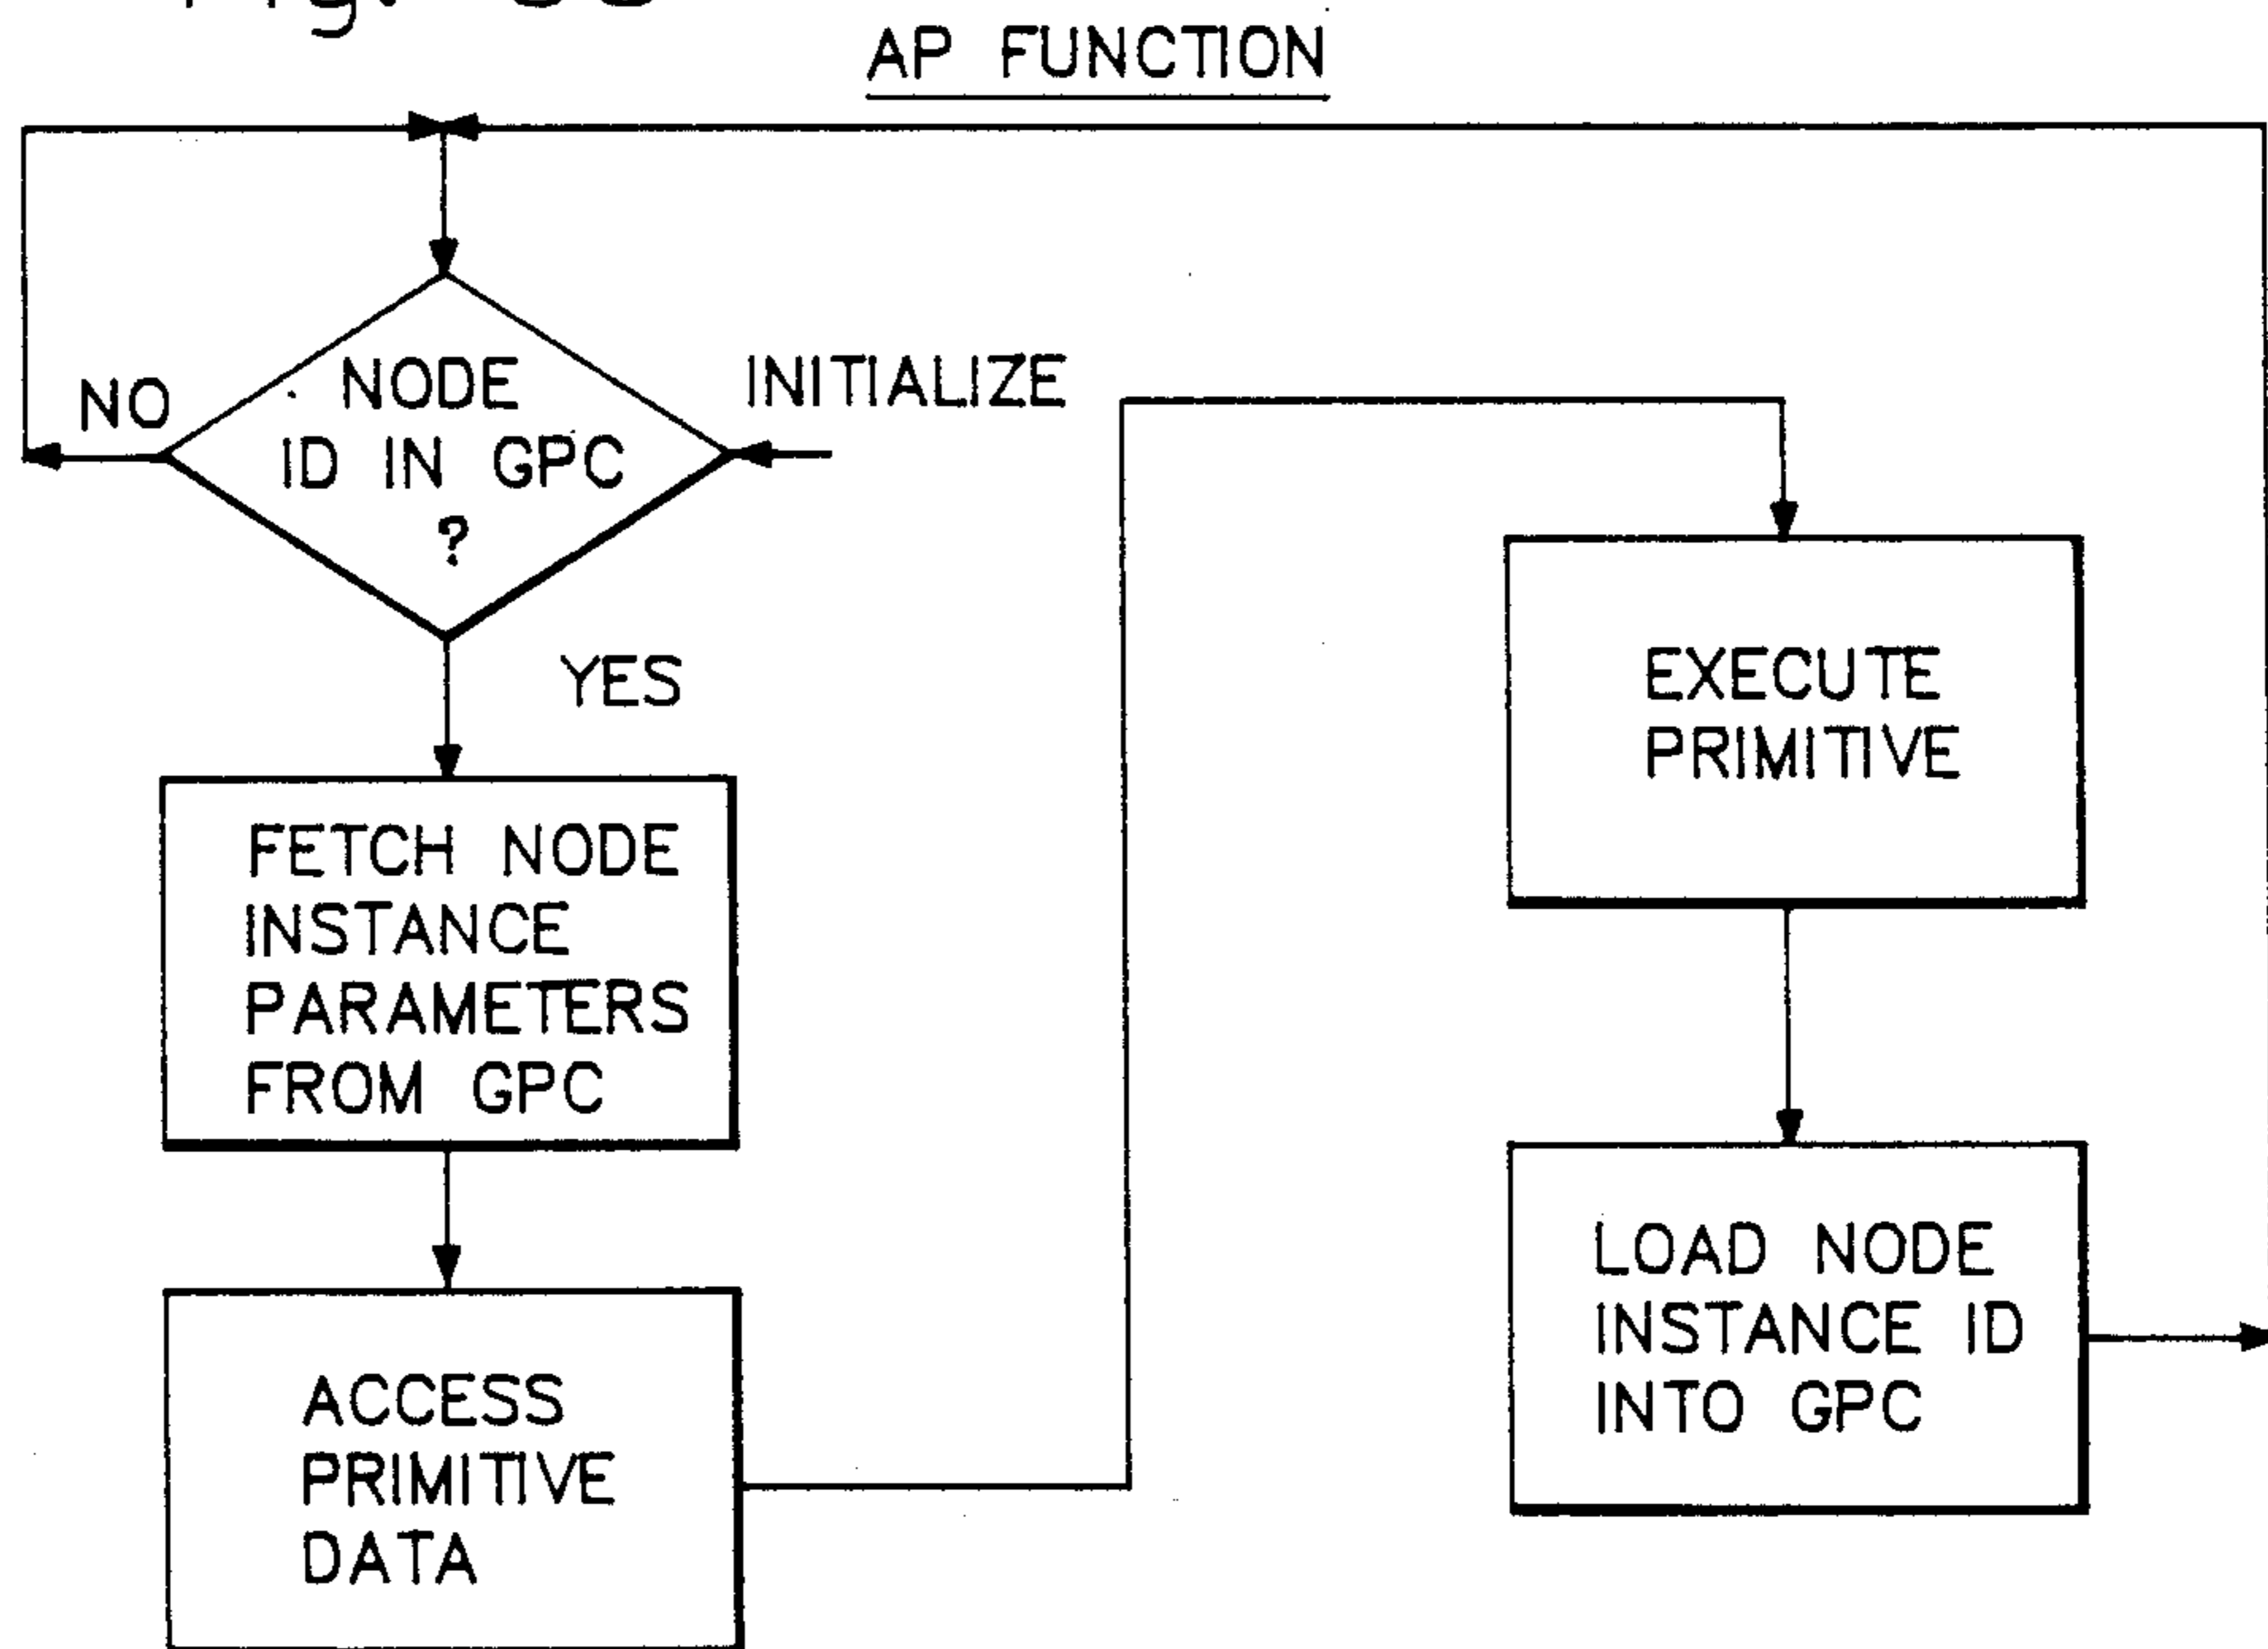 AP FUNCTION
NO
NODE
ID IN GPC
?
INITIALIZE
YES
FETCH NODE
INSTANCE
PARAMETERS
FROM GPC
ACCESS
PRIMITIVE
DATA
EXECUTE
PRIMITIVE
LOAD NODE
INSTANCE ID
INTO GPC